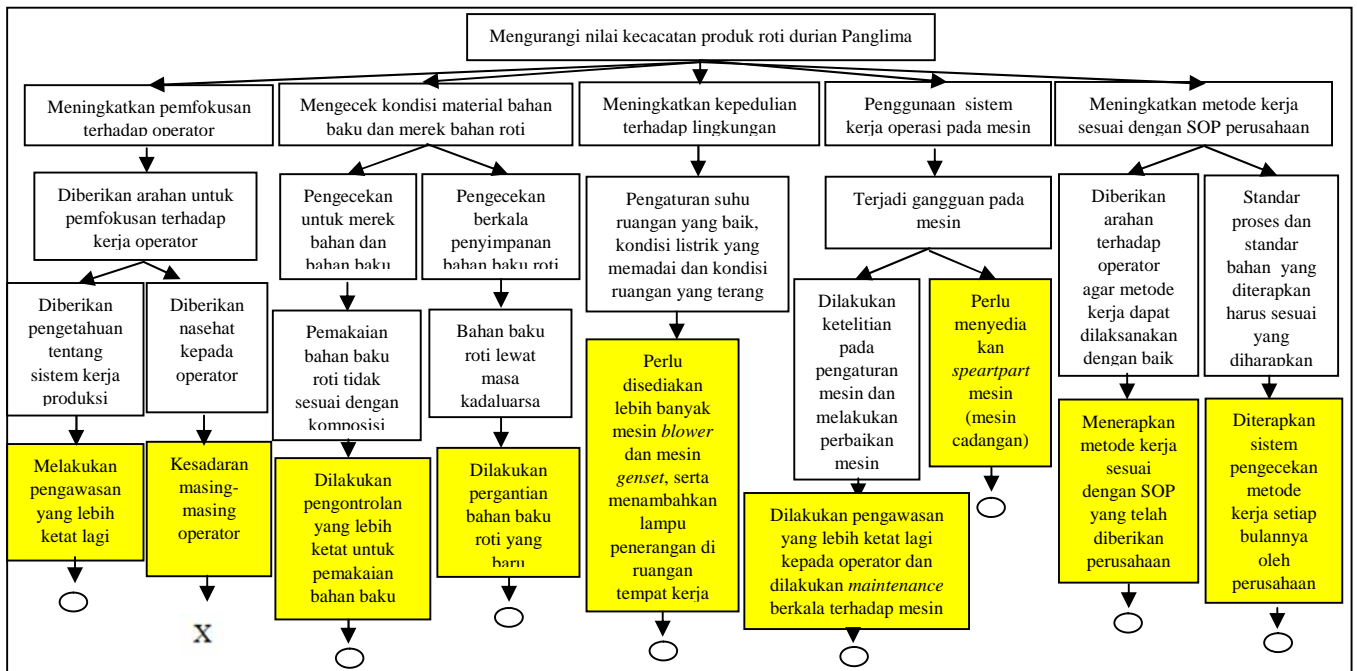 Mengurangi nilai kecacatan produk roti durian Panglima
Meningkatkan pemfokusan
terhadap operator
Mengecek kondisi material bahan
baku dan merek bahan roti
Meningkatkan kepedulian
terhadap lingkungan
Penggunaan sistem
kerja operasi pada mesin
Meningkatkan metode kerja
sesuai dengan SOP perusahaan
Diberikan arahan untuk
pemfokusan terhadap
kerja operator
Pengecekan
untuk merek
bahan dan
bahan baku
Pengecekan
berkala
penyimpanan
bahan baku roti
Pengaturan suhu
ruangan yang baik,
kondisi listrik yang
memadai dan kondisi
ruangan yang terang
Terjadi gangguan pada
mesin
Diberikan
arahan
terhadap
operator
agar metode
kerja dapat
dilaksanakan
dengan baik
Standar
proses dan
standar
bahan yang
diterapkan
harus sesuai
yang
diharapkan
Diberikan
pengetahuan
tentang
sistem kerja
produksi
Diberikan
nasehat
kepada
operator
Pemakaian
bahan baku
roti tidak
sesuai dengan
komposisi
Bahan baku
roti lewat
masa
kadaluarsa
Perlu
disediakan
lebih banyak
mesin blower
dan mesin
genset, serta
menambahkan
lampu
penerangan di
ruangan
tempat kerja
Dilakukan
ketelitian
pada
pengaturan
mesin dan
melakukan
perbaikan
mesin
Perlu
menyedia
kan
speartpart
mesin
(mesin
cadangan)
Melakukan
pengawasan
yang lebih
ketat lagi
Kesadaran
masing-
masing
operator
X
Dilakukan
pengontrolan
yang lebih
ketat untuk
pemakaian
bahan baku
Dilakukan
pergantian
bahan baku
roti yang
baru
Dilakukan pengawasan
yang lebih ketat lagi
kepada operator dan
dilakukan maintenance
berkala terhadap mesin
Menerapkan
metode kerja
sesuai
dengan SOP
yang telah
diberikan
perusahaan
Diterapkan
sistem
pengecekan
metode
kerja setiap
bulannya
oleh
perusahaan